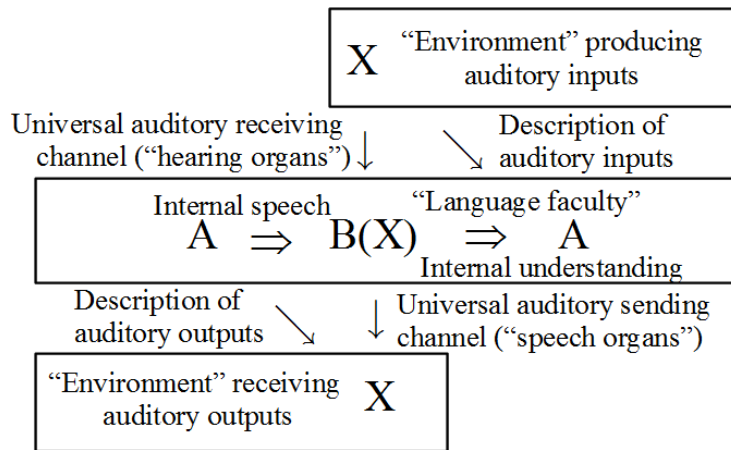 X “Environment” producing
auditory inputs
Universal auditory receiving
channel (“hearing organs”)
Description of
auditory inputs
Internal speech
“Language faculty”
A ⇒ B(X) ⇒ A
Internal understanding
Description of
auditory outputs
Universal auditory sending
channel (“speech organs”)
“Environment” receiving
auditory outputs X